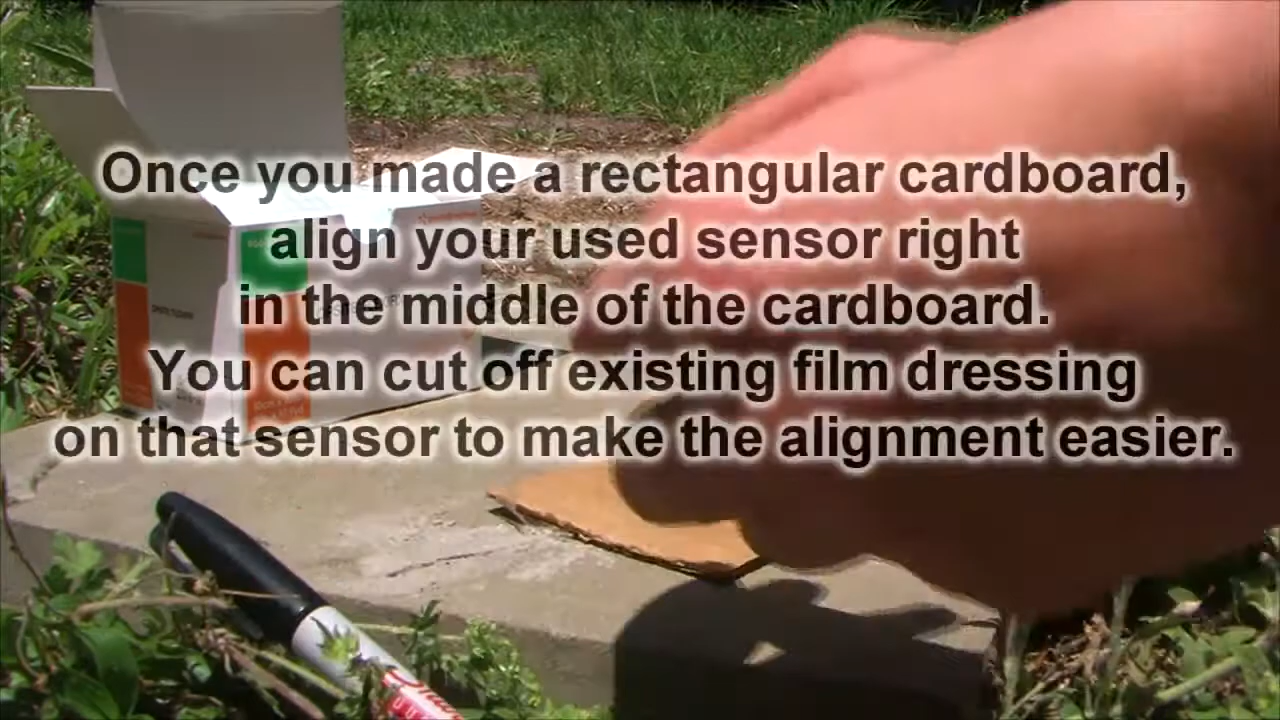 Once you made a rectangular cardboard,
align your used sensor right
in the middle of the cardboard.
You can cut off existing film dressing
on that sensor to make the alignment easier.